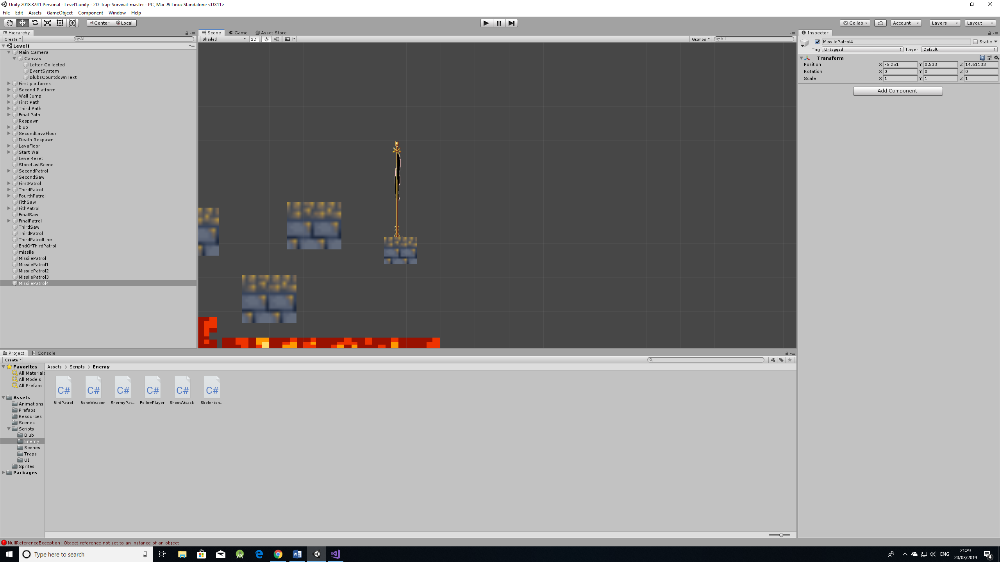 Unity 2018.3.9f1 Personal - Level1.unity - 2D-Trap-Survival-master - PC, Mac & Linux Standalone <DX11>
File Edit Assets GameObject Component Window Help
Center Local Collab Account Layers Layout
Hierarchy
Create All
Level1
Main Camera
Canvas
Letter Collected
EventSystem
BlubsCountdownText
First platforms
Second Platform
Wall Jump
First Path
Third Path
Final Path
Respawn
blub
SecondLavaFloor
Death Respawn
LavaFloor
Start Wall
LevelReset
StoreLastScene
SecondPatrol
SecondSaw
FirstPatrol
ThirdPatrol
FourthPatrol
FithSaw
FithPatrol
FinalSaw
FinalPatrol
ThirdSaw
ThirdPatrol
ThirdPatrolLine
EndOfThirdPatrol
missile
MissilePatrol
MissilePatrol1
MissilePatrol2
MissilePatrol3
MissilePatrol4
Scene Game Asset Store
Shaded 2D Gizmos All
Inspector
MissilePatrol4 Static
Tag Untagged Layer Default
Transform
Position X -6.251 Y 0.533 Z 14.61133
Rotation X 0 Y 0 Z 0
Scale X 1 Y 1 Z 1
Add Component
Project Console
Create
Favorites
All Materials
All Models
All Prefabs
Assets
Animations
Prefabs
Resources
Scenes
Scripts
Blub
Enemy
Scenes
Traps
UI
Sprites
Packages
Assets Scripts Enemy
C# C# C# C# C# C#
BirdPatrol BoneWeapon EnermyPat... FollowPlayer ShootAttack Skelenton...
NullReferenceException: Object reference not set to an instance of an object
Type here to search
ENG
21:29
20/03/2019
4